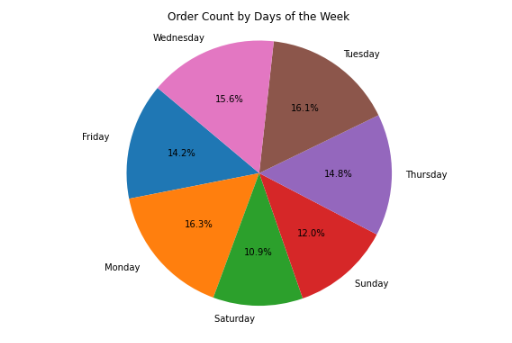 Order Count by Days of the Week
Wednesday
Tuesday
15.6%
16.1%
Friday
14.2%
14.8%
Thursday
16.3%
12.0%
10.9%
Monday
Sunday
Saturday